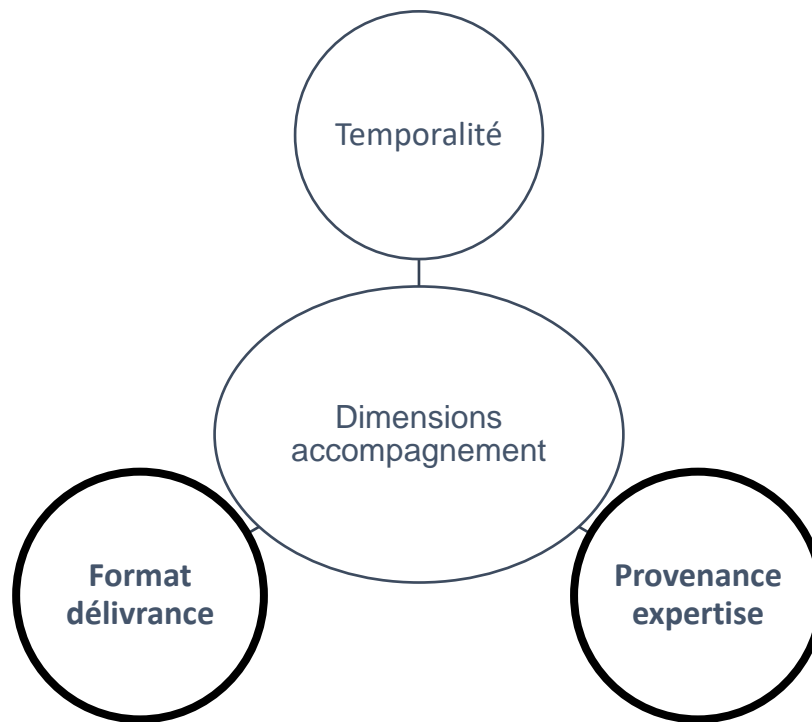 Temporalité
Dimensions
accompagnement
Format
délivrance
Provenance
expertise